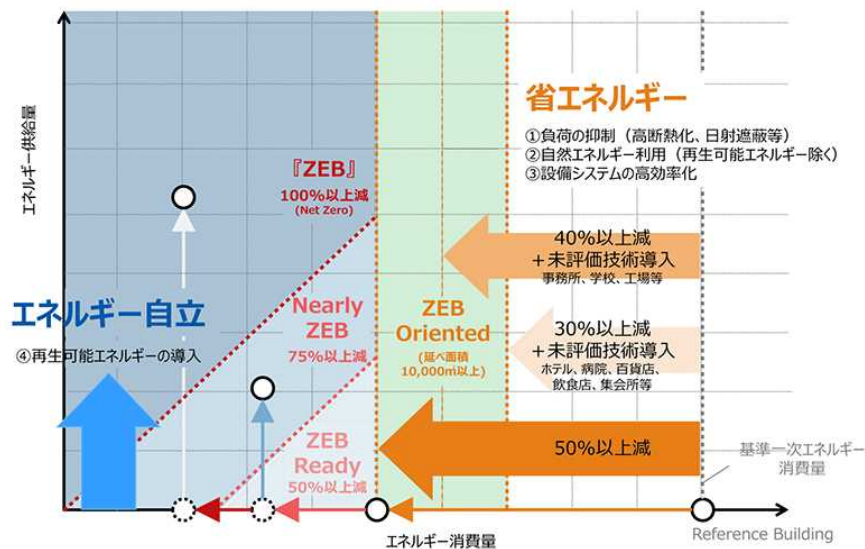 エネルギー供給量
省エネルギー
①負荷の抑制（高断熱化、日射遮蔽等）
②自然エネルギー利用（再生可能エネルギー除く）
③設備システムの高効率化
『ZEB』
100%以上減
(Net Zero)
40%以上減
＋未評価技術導入
事務所、学校、工場等
エネルギー自立
④再生可能エネルギーの導入
Nearly
ZEB
75%以上減
ZEB
Oriented
(延べ面積
10,000㎡以上)
30%以上減
＋未評価技術導入
ホテル、病院、百貨店、
飲食店、集会所等
ZEB
Ready
50%以上減
50%以上減
基準一次エネルギー
消費量
Reference Building
エネルギー消費量